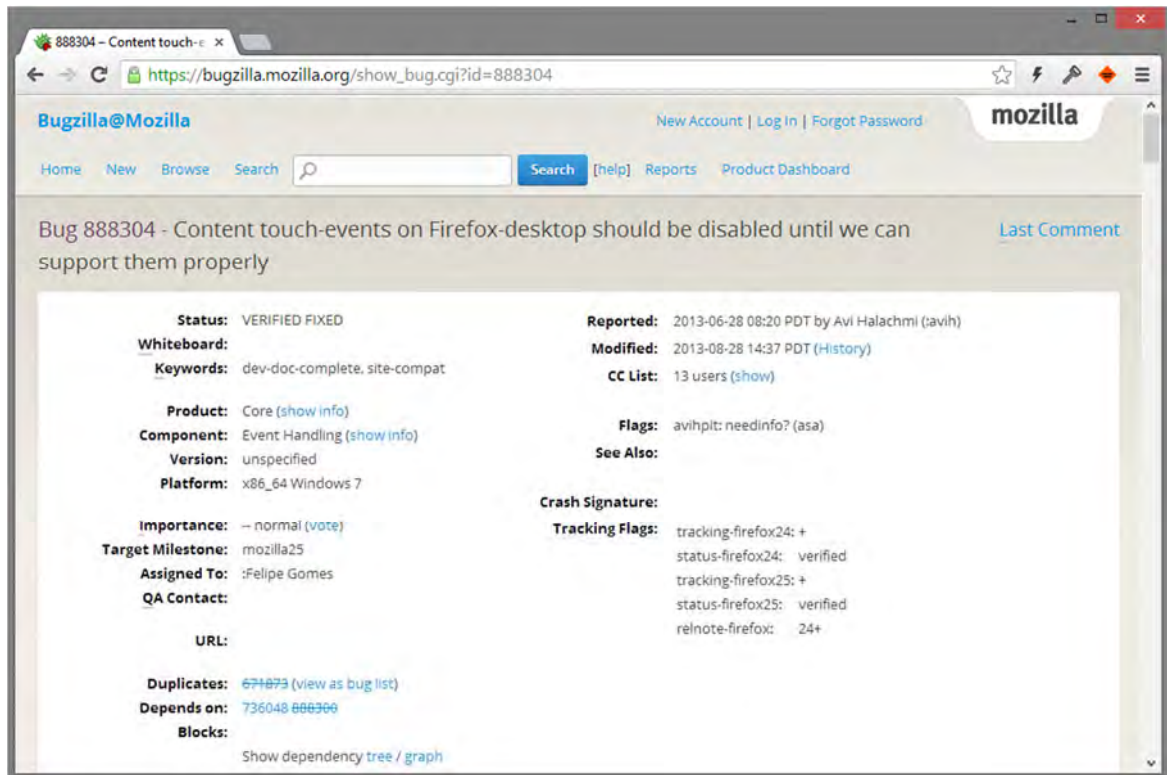 888304 – Content touch-e
https://bugzilla.mozilla.org/show_bug.cgi?id=888304
Bugzilla@Mozilla
New Account | Log In | Forgot Password
mozilla
Home New Browse Search Search [help] Reports Product Dashboard
Bug 888304 - Content touch-events on Firefox-desktop should be disabled until we can
support them properly
Last Comment
Status: VERIFIED FIXED
Whiteboard:
Keywords: dev-doc-complete, site-compat
Product: Core (show info)
Component: Event Handling (show info)
Version: unspecified
Platform: x86_64 Windows 7
Importance: -- normal (vote)
Target Milestone: mozilla25
Assigned To: :Felipe Gomes
QA Contact:
URL:
Duplicates: 671873 (view as bug list)
Depends on: 736048 888300
Blocks:
Show dependency tree / graph
Reported: 2013-06-28 08:20 PDT by Avi Halachmi (:avih)
Modified: 2013-08-28 14:37 PDT (History)
CC List: 13 users (show)
Flags: avihpit: needinfo? (asa)
See Also:
Crash Signature:
Tracking Flags: tracking-firefox24: +
status-firefox24: verified
tracking-firefox25: +
status-firefox25: verified
relnote-firefox: 24+